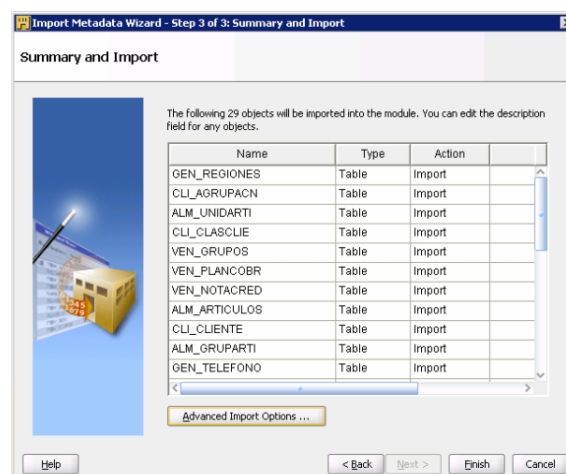 Import Metadata Wizard - Step 3 of 3: Summary and Import
Summary and Import
The following 29 objects will be imported into the module. You can edit the description
field for any objects.
Name Type Action
GEN_REGIONES Table Import
CLI_AGRUPACN Table Import
ALM_UNIDARTI Table Import
CLI_CLASCLIE Table Import
VEN_GRUPOS Table Import
VEN_PLANCOBR Table Import
VEN_NOTACRED Table Import
ALM_ARTICULOS Table Import
CLI_CLIENTE Table Import
ALM_GRUPARTI Table Import
GEN_TELEFONO Table Import
Advanced Import Options ...
Help < Back Next > Finish Cancel